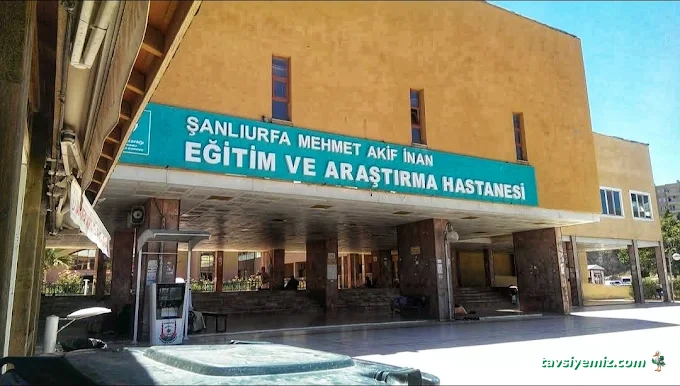 ŞANLIURFA MEHMET AKİF İNAN
EĞİTİM VE ARAŞTIRMA HASTANESİ
tavsiyemiz.com